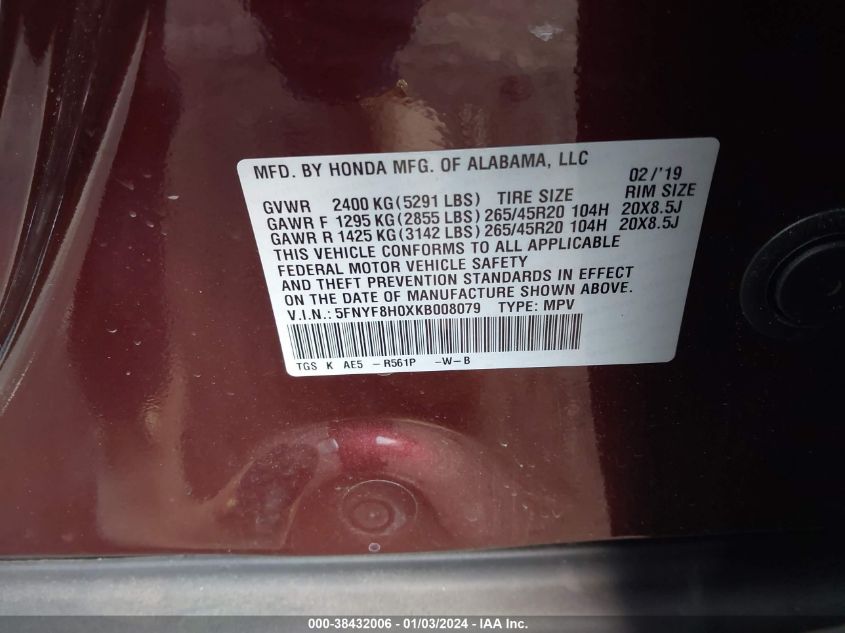 MFD. BY HONDA MFG. OF ALABAMA, LLC 02/'19
GVWR 2400 KG (5291 LBS) TIRE SIZE RIM SIZE
GAWR F 1295 KG (2855 LBS) 265/45R20 104H 20X8.5J
GAWR R 1425 KG (3142 LBS) 265/45R20 104H 20X8.5J
THIS VEHICLE CONFORMS TO ALL APPLICABLE
FEDERAL MOTOR VEHICLE SAFETY
AND THEFT PREVENTION STANDARDS IN EFFECT
ON THE DATE OF MANUFACTURE SHOWN ABOVE.
V.I.N.: 5FNYF8H0XKB008079 TYPE: MPV
TGS K AE5 -R561P -W-B
000-38432006 - 01/03/2024 - IAA Inc.